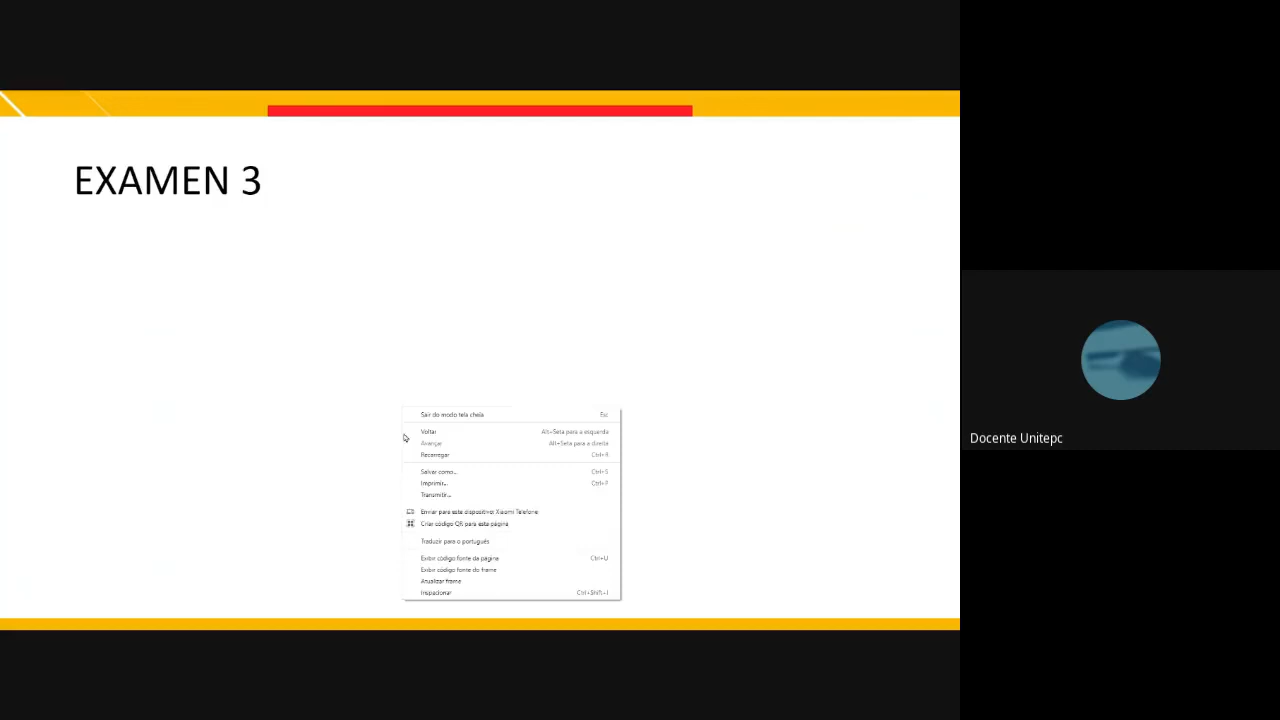 EXAMEN 3
Sair do modo tela cheia Esc
Voltar Alt+Seta para a esquerda
Avançar Alt+Seta para a direita
Recarregar Ctrl+R
Salvar como... Ctrl+S
Imprimir... Ctrl+P
Transmitir...
Enviar para este dispositivo: Xiaomi Telefone
Criar código QR para esta página
Traduzir para o português
Exibir código fonte da página Ctrl+U
Exibir código fonte do frame
Atualizar frame
Inspecionar Ctrl+Shift+I
Docente Unitepc